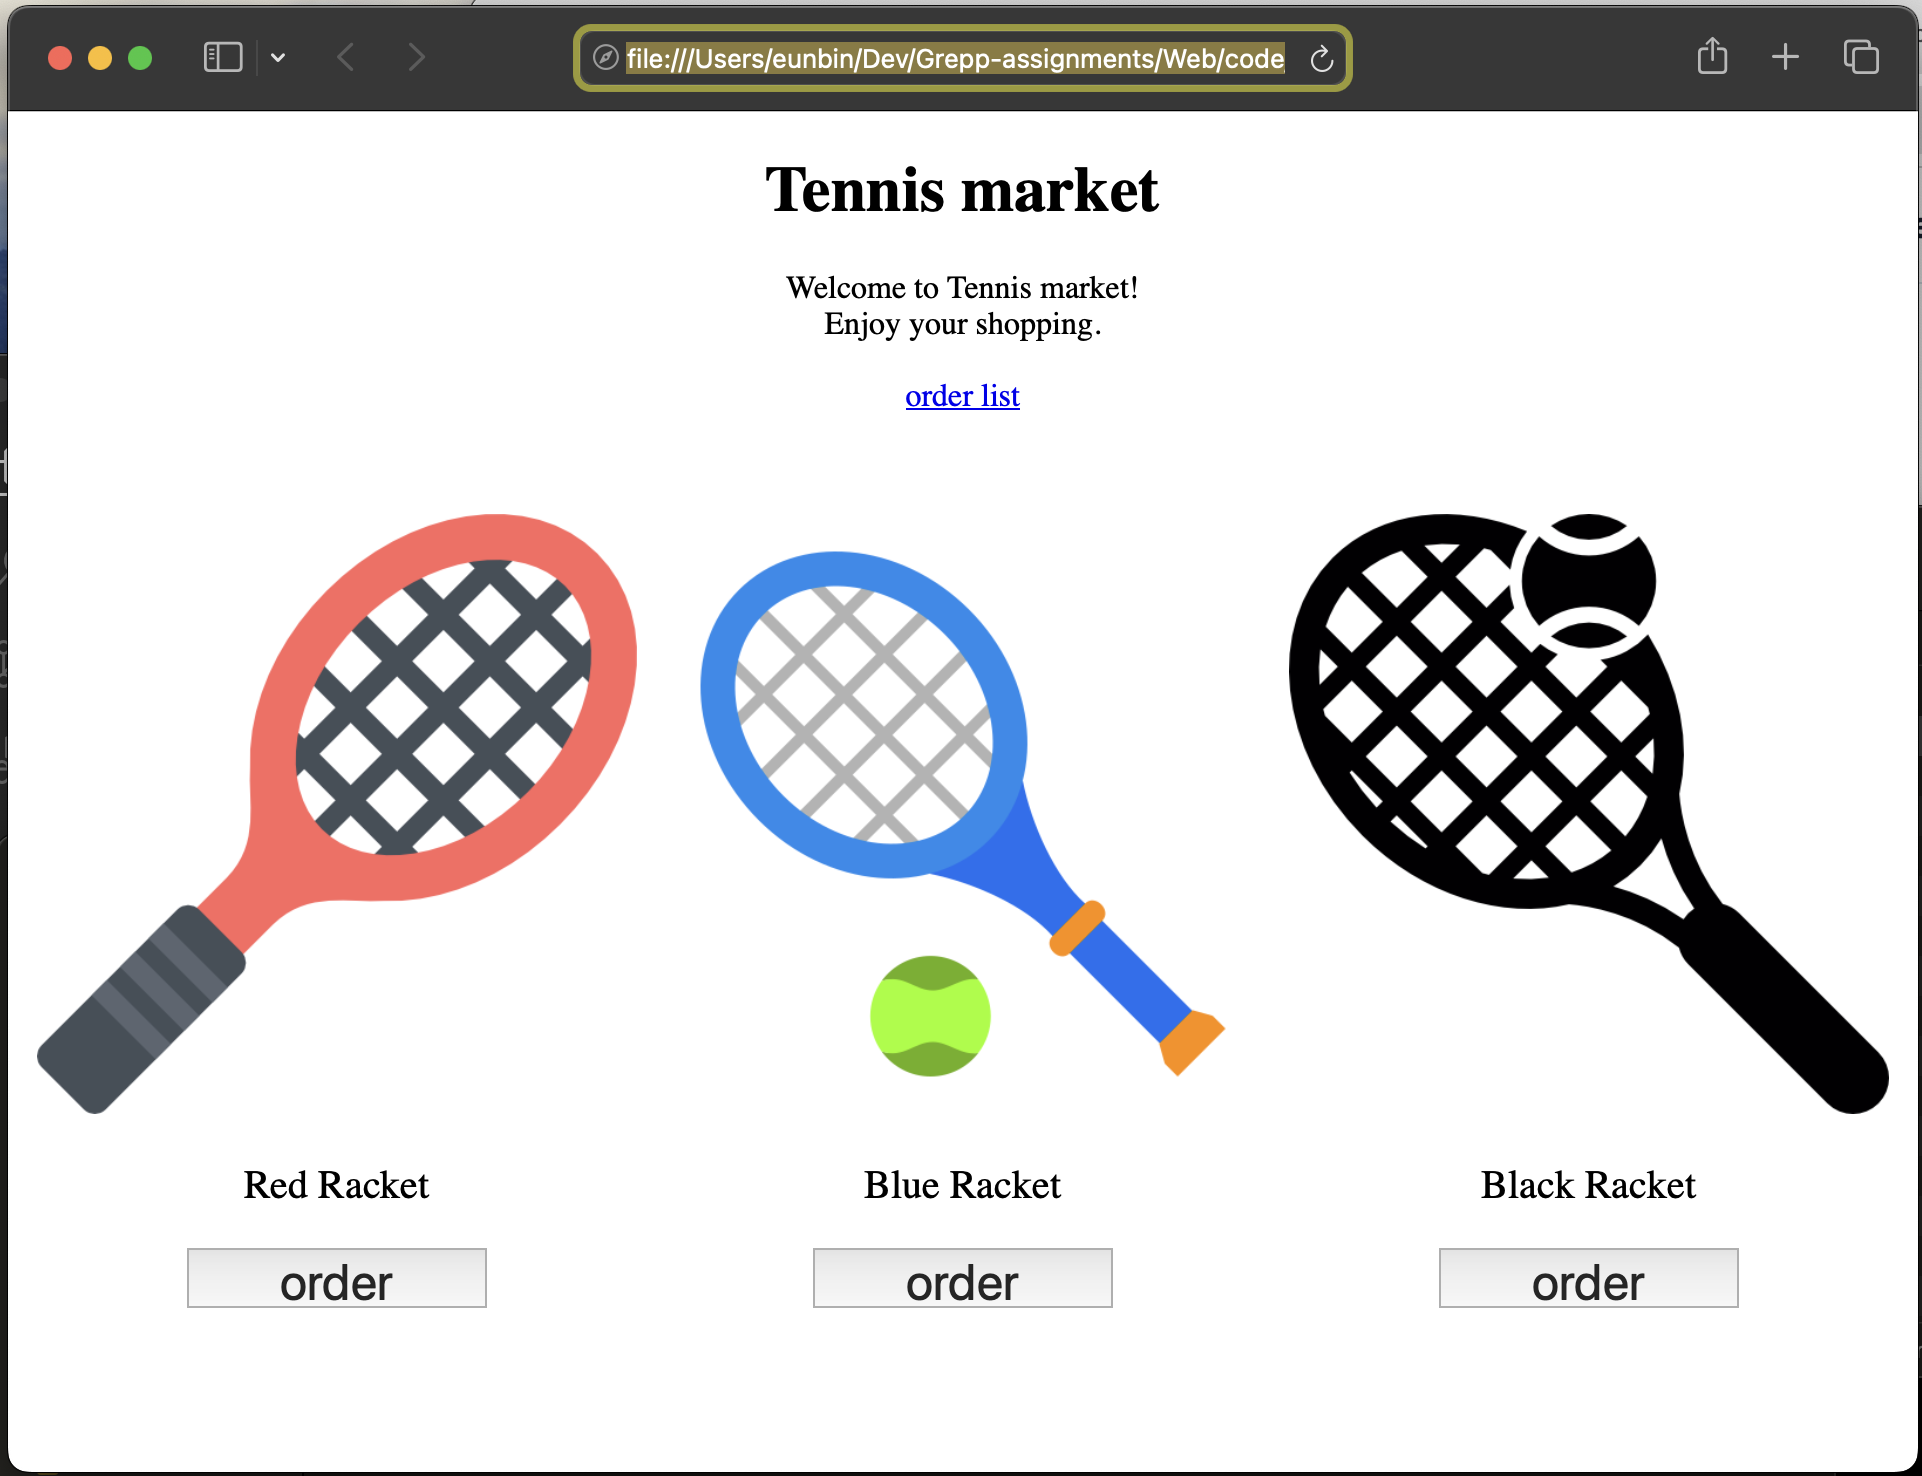 file:///Users/eunbin/Dev/Grepp-assignments/Web/code
Tennis market
Welcome to Tennis market!
Enjoy your shopping.
order list
Red Racket
Blue Racket
Black Racket
order
order
order